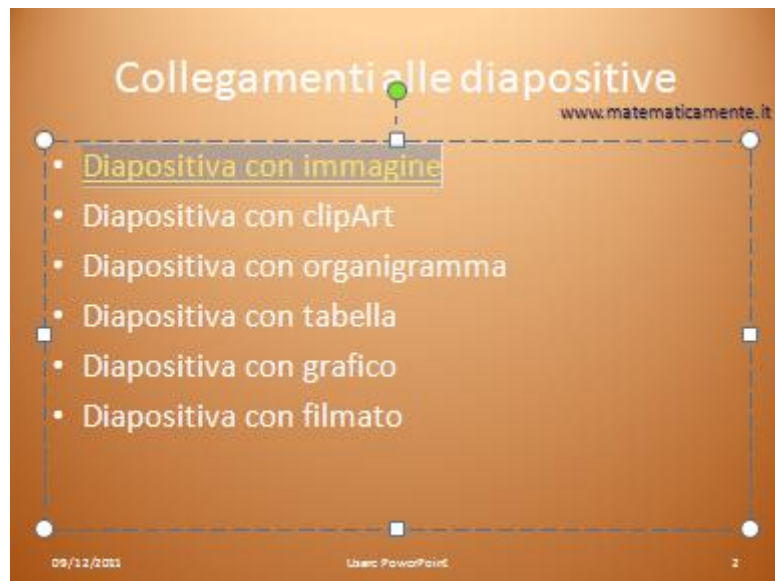 Collegamenti alle diapositive
www.matematicamente.it
• Diapositiva con immagine
• Diapositiva con clipArt
• Diapositiva con organigramma
• Diapositiva con tabella
• Diapositiva con grafico
• Diapositiva con filmato
09/12/2011 Usare PowerPoint 2